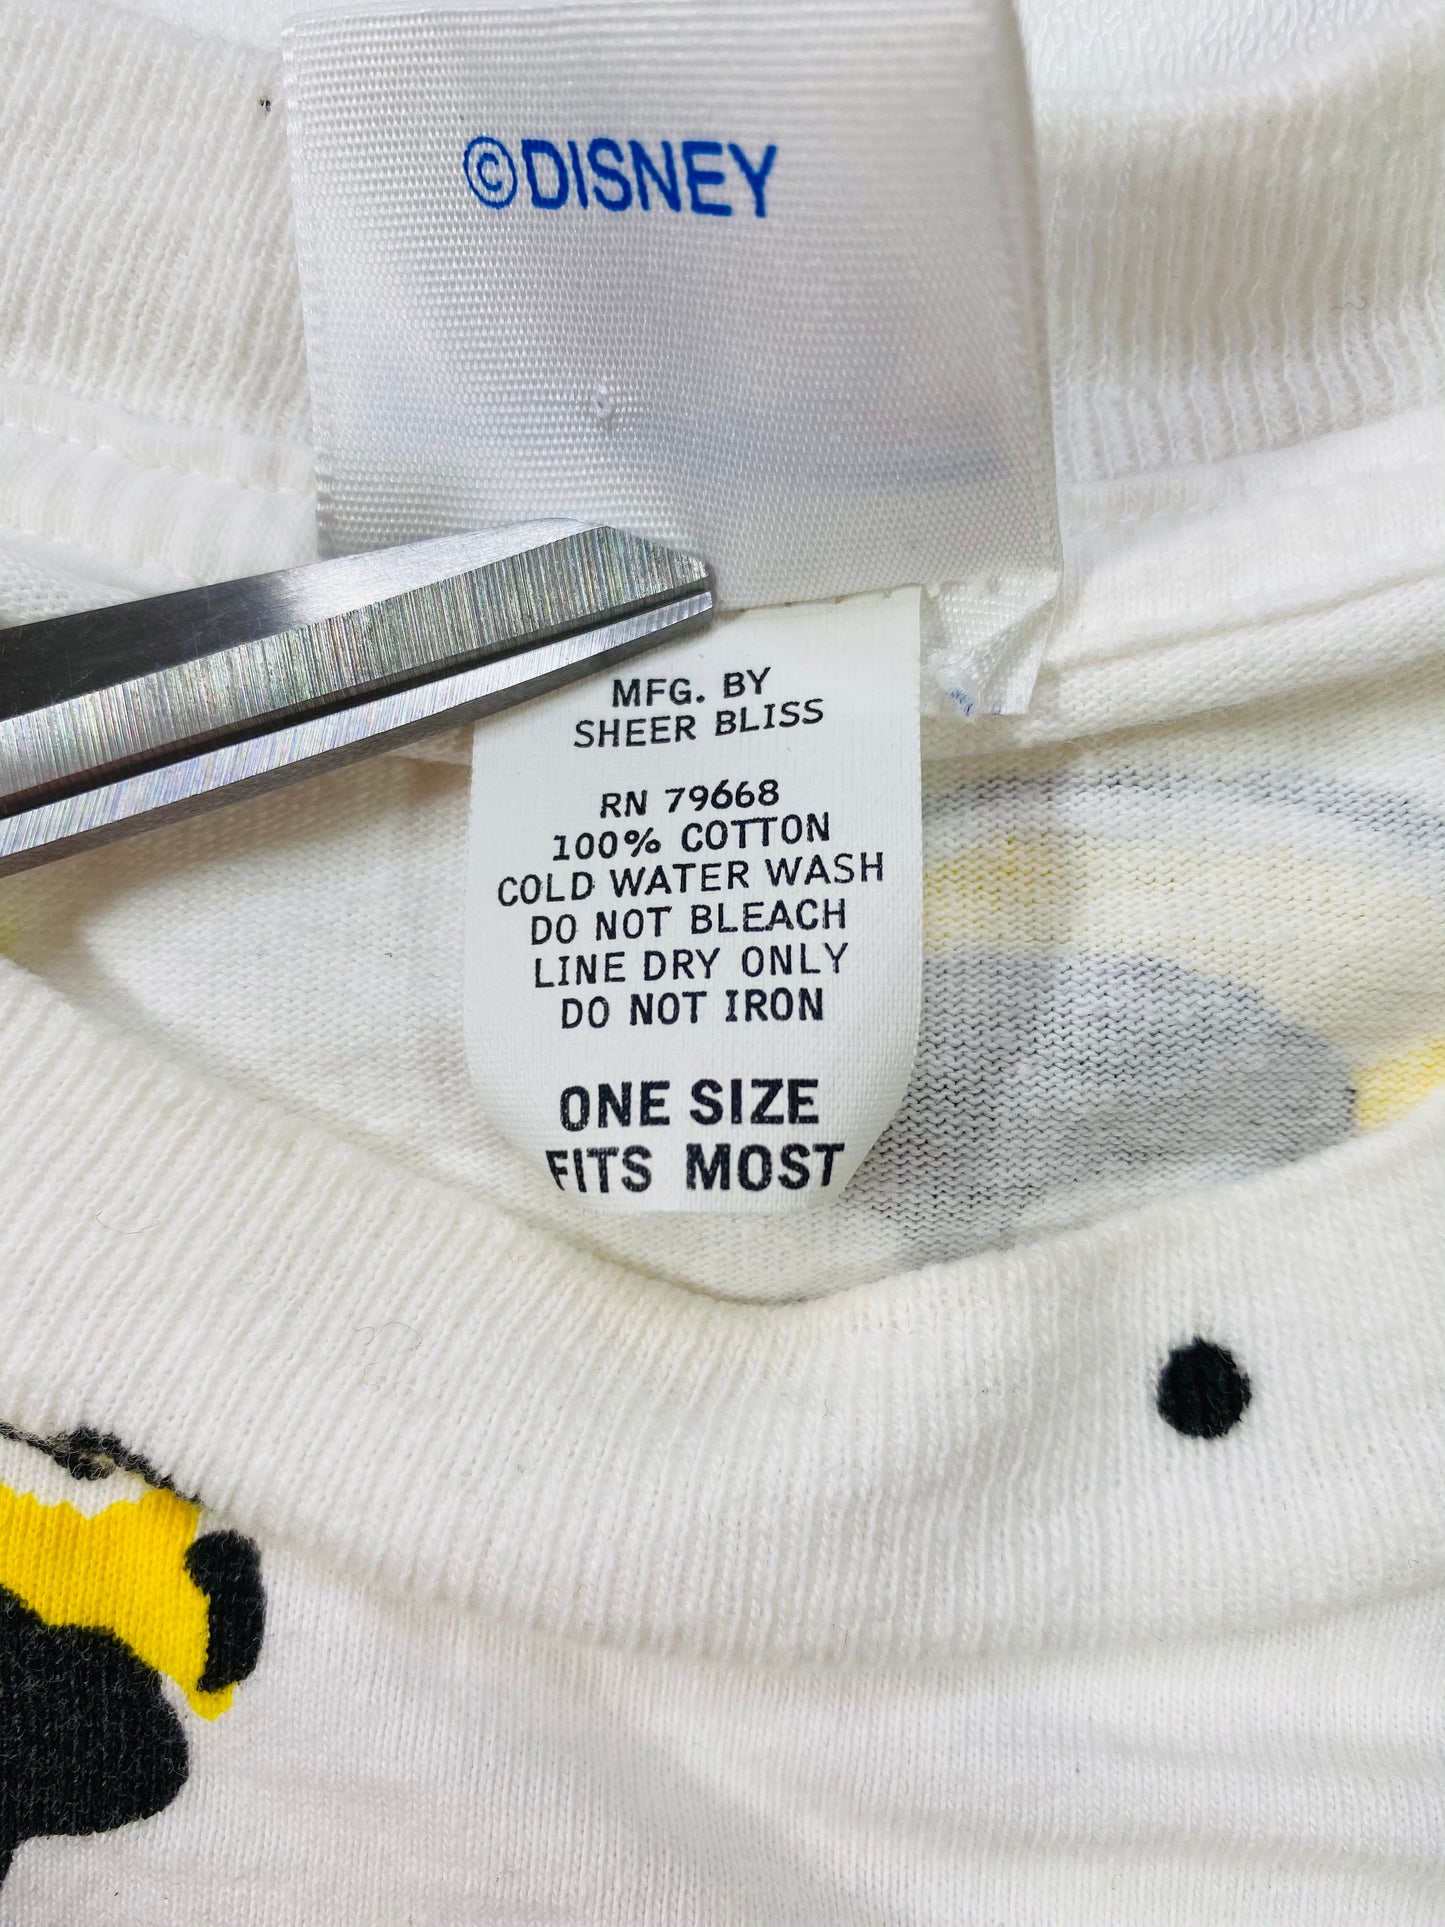 ©DISNEY
MFG. BY
SHEER BLISS
RN 79668
100% COTTON
COLD WATER WASH
DO NOT BLEACH
LINE DRY ONLY
DO NOT IRON
ONE SIZE
FITS MOST